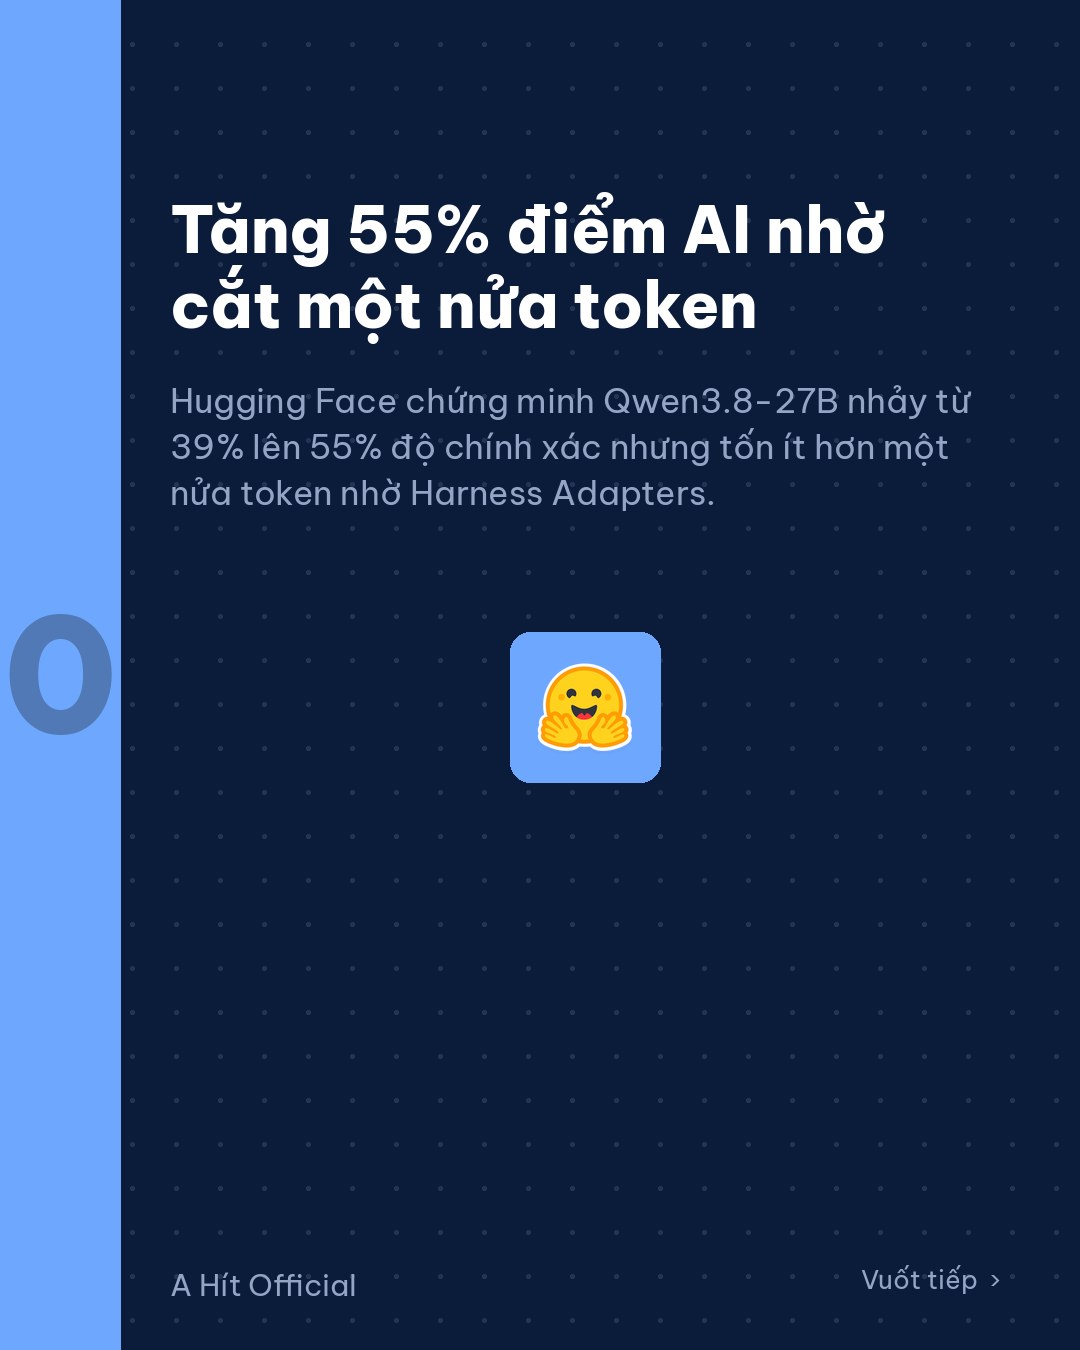 Tăng 55% điểm AI nhờ
cắt một nửa token
Hugging Face chứng minh Qwen3.8-27B nhảy từ
39% lên 55% độ chính xác nhưng tốn ít hơn một
nửa token nhờ Harness Adapters.
0
A Hít Official
Vuốt tiếp ›